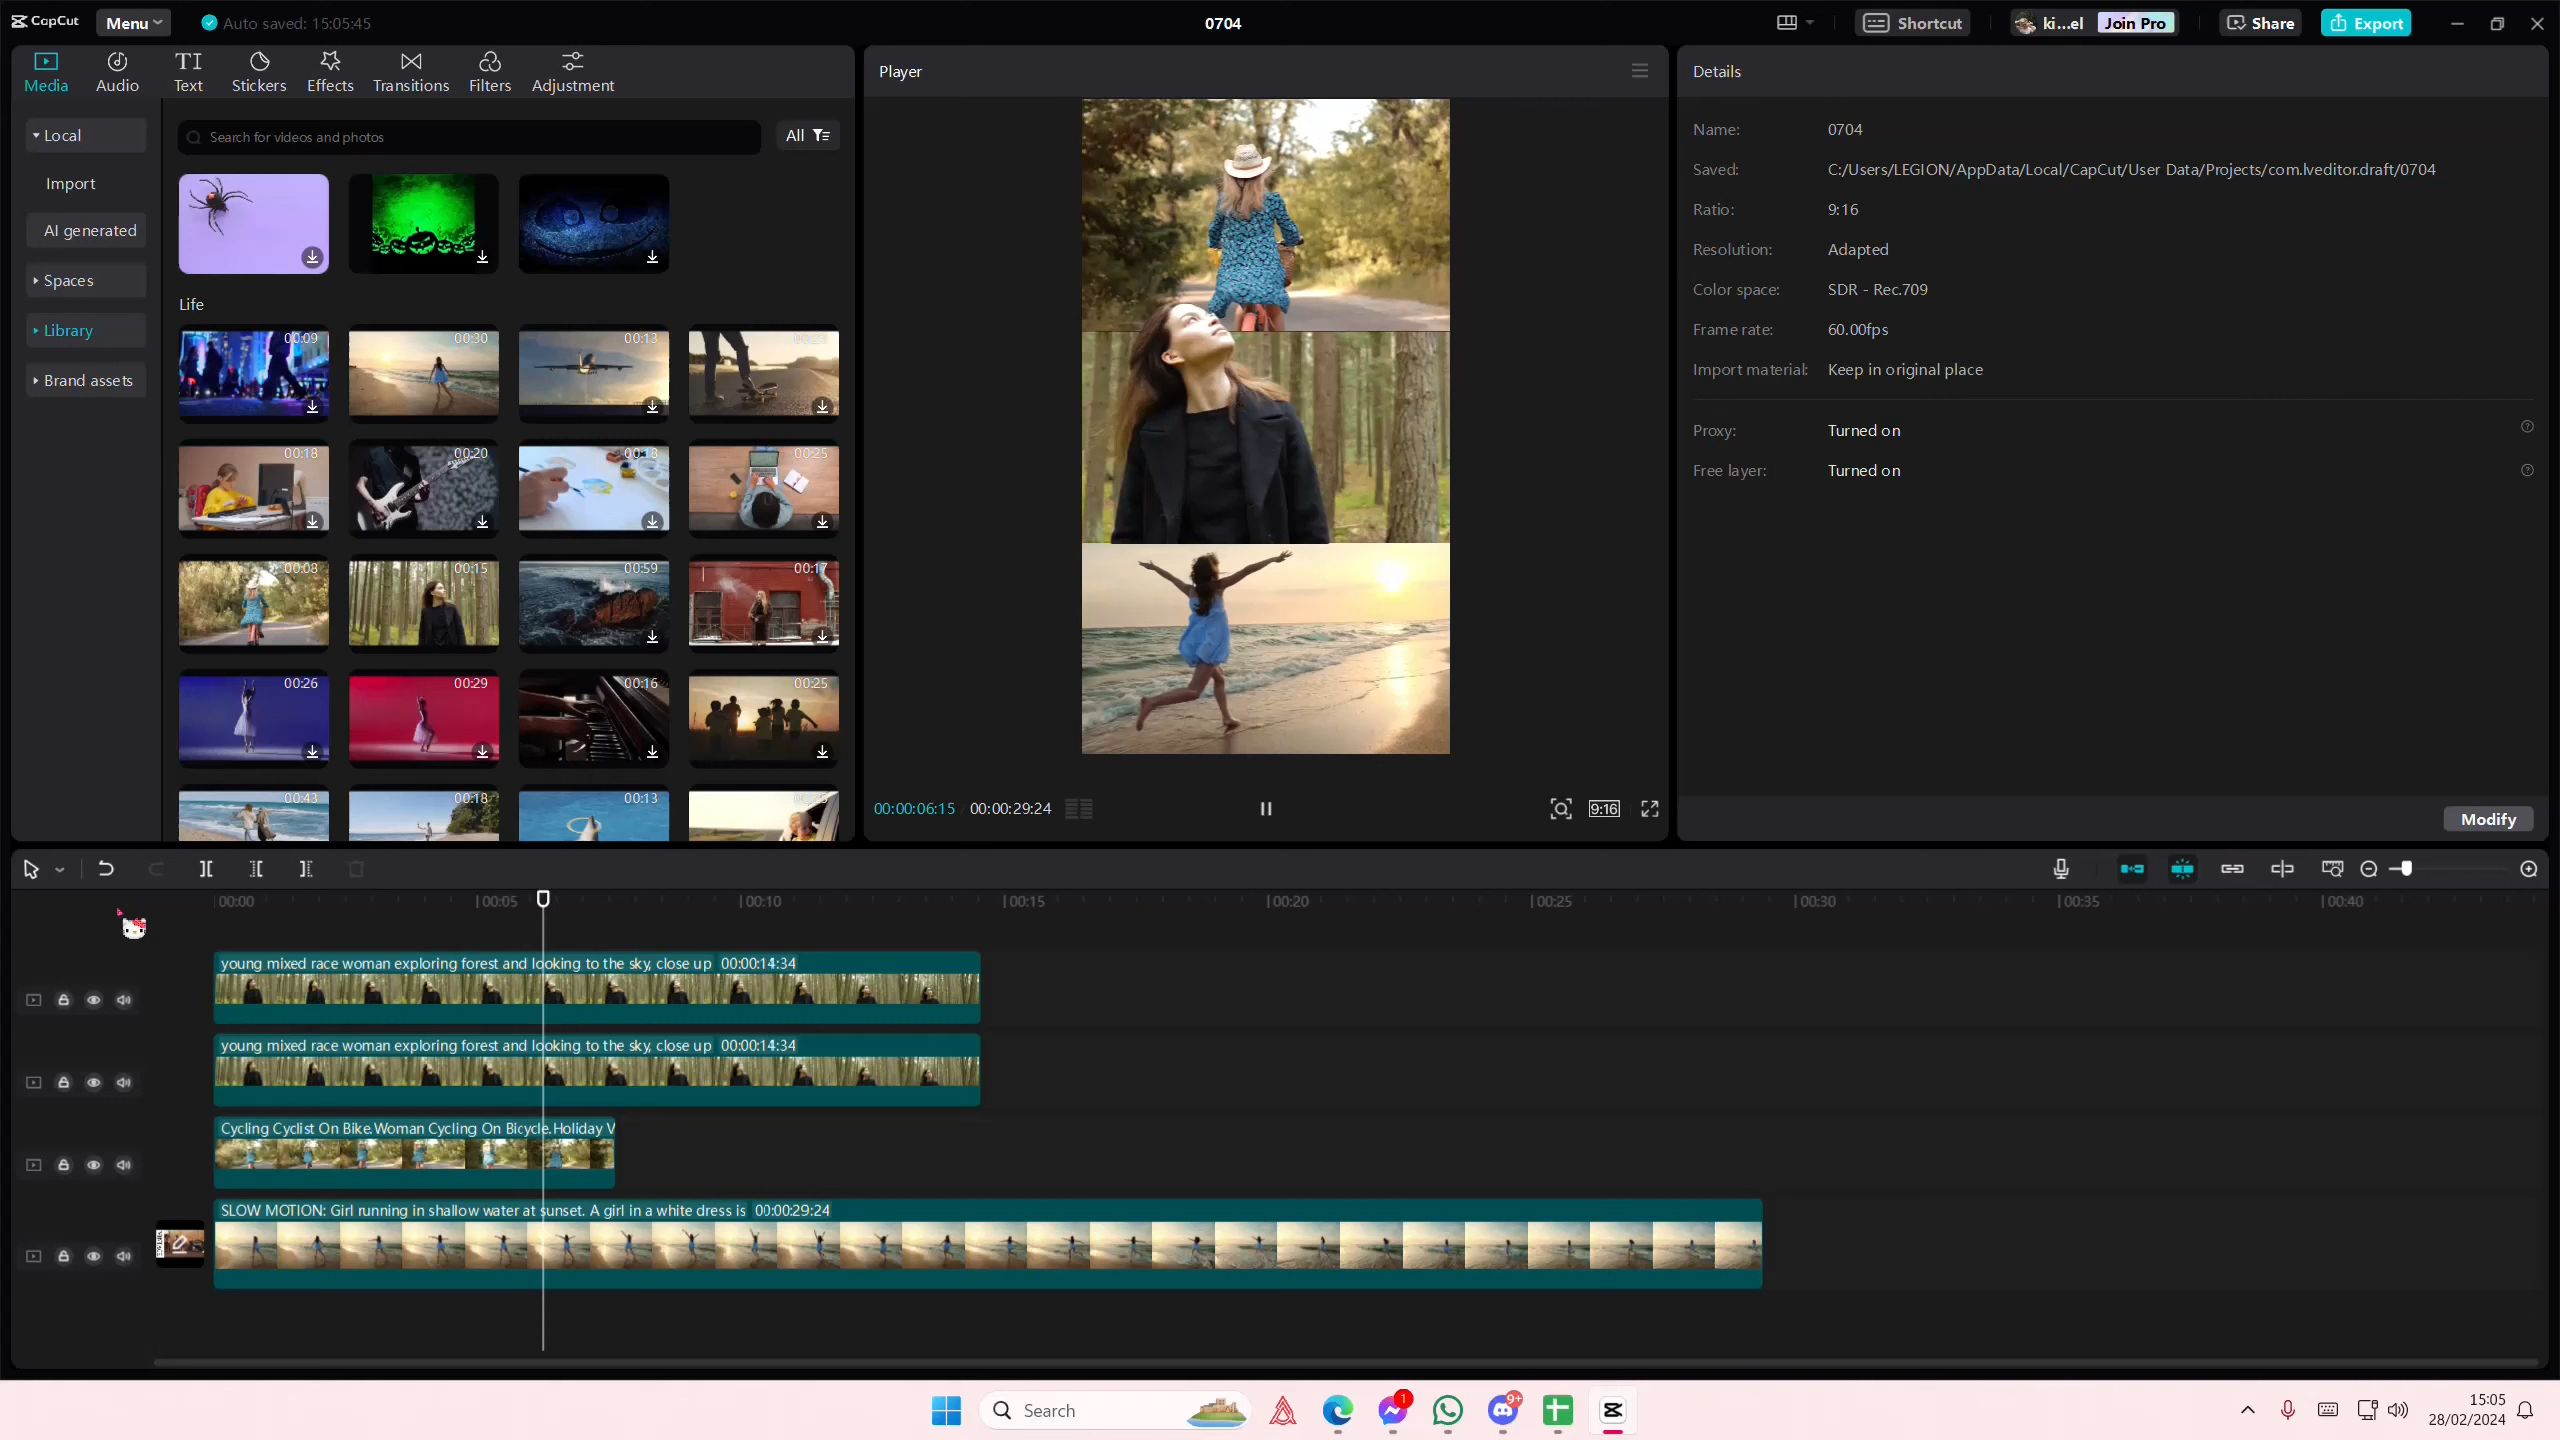 CapCut
Menu
Auto saved: 15:05:45
0704
Shortcut
ki...el
Join Pro
Share
Export
Media
Audio
TI
Text
Stickers
Effects
Transitions
Filters
Adjustment
Player
Details
Local
Import
AI generated
Spaces
Library
Brand assets
Search for videos and photos
All
Life
00:09
00:30
00:13
00:18
00:20
00:18
00:25
00:08
00:15
00:59
00:17
00:26
00:29
00:16
00:25
00:43
00:18
00:13
Name: 0704
Saved: C:/Users/LEGION/AppData/Local/CapCut/User Data/Projects/com.lveditor.draft/0704
Ratio: 9:16
Resolution: Adapted
Color space: SDR - Rec.709
Frame rate: 60.00fps
Import material: Keep in original place
Proxy: Turned on
Free layer: Turned on
Modify
00:00:06:15 / 00:00:29:24
9:16
00:00
00:05
00:10
00:15
00:20
00:25
00:30
00:35
00:40
young mixed race woman exploring forest and looking to the sky, close up 00:00:14:34
young mixed race woman exploring forest and looking to the sky, close up 00:00:14:34
Cycling Cyclist On Bike.Woman Cycling On Bicycle.Holiday V
SLOW MOTION: Girl running in shallow water at sunset. A girl in a white dress is 00:00:29:24
Search
1
9+
15:05
28/02/2024